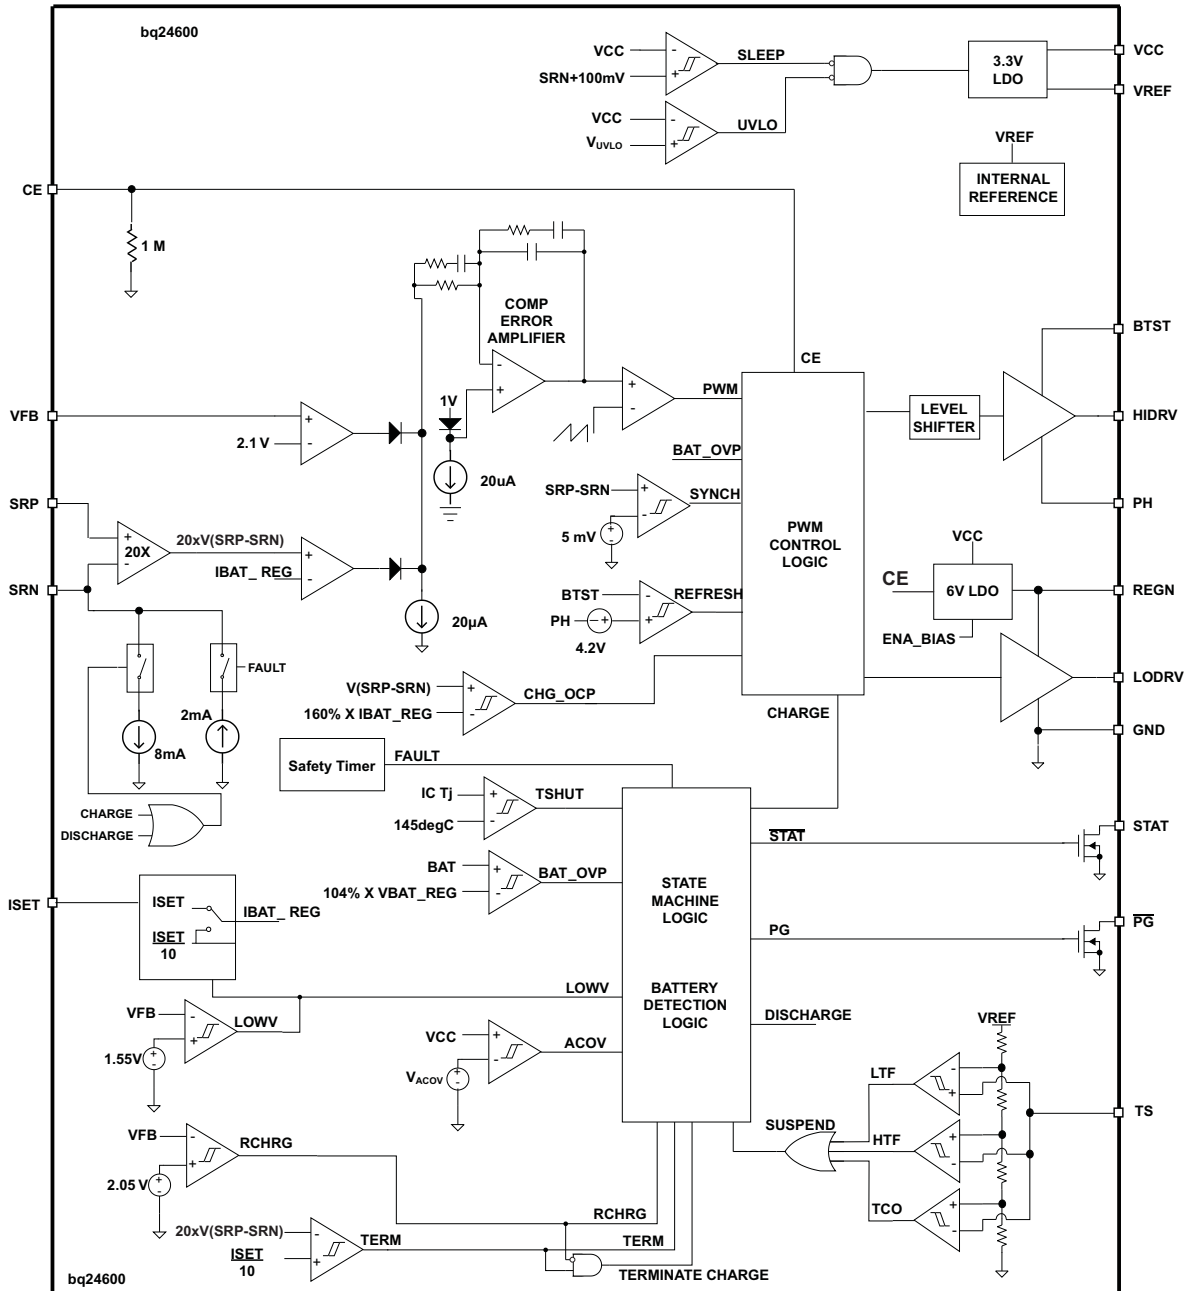 bq24600
VCC
SLEEP
SRN+100mV
3.3V
LDO
VCC
VREF
VCC
UVLO
VUVLO
VREF
INTERNAL
REFERENCE
CE
1 M
COMP
ERROR
AMPLIFIER
CE
BTST
1V
PWM
LEVEL
SHIFTER
HIDRV
VFB
2.1 V
BAT_OVP
20uA
SRP-SRN
SYNCH
PH
SRP
20X
20xV(SRP-SRN)
IBAT_ REG
5 mV
PWM
CONTROL
LOGIC
VCC
SRN
CE
6V LDO
REGN
BTST
REFRESH
PH
4.2V
20µA
ENA_BIAS
FAULT
V(SRP-SRN)
CHG_OCP
160% X IBAT_REG
LODRV
2mA
8mA
CHARGE
GND
Safety Timer
FAULT
IC Tj
TSHUT
145degC
CHARGE
DISCHARGE
STAT
STAT
BAT
BAT_OVP
104% X VBAT_REG
STATE
MACHINE
LOGIC
ISET
ISET
IBAT_ REG
ISET
10
PG
PG
LOWV
BATTERY
DETECTION
LOGIC
DISCHARGE
VFB
LOWV
1.55V
VCC
ACOV
VACOV
VREF
LTF
TS
SUSPEND
HTF
VFB
RCHRG
2.05 V
TCO
RCHRG
20xV(SRP-SRN)
TERM
TERM
ISET
10
TERMINATE CHARGE
bq24600